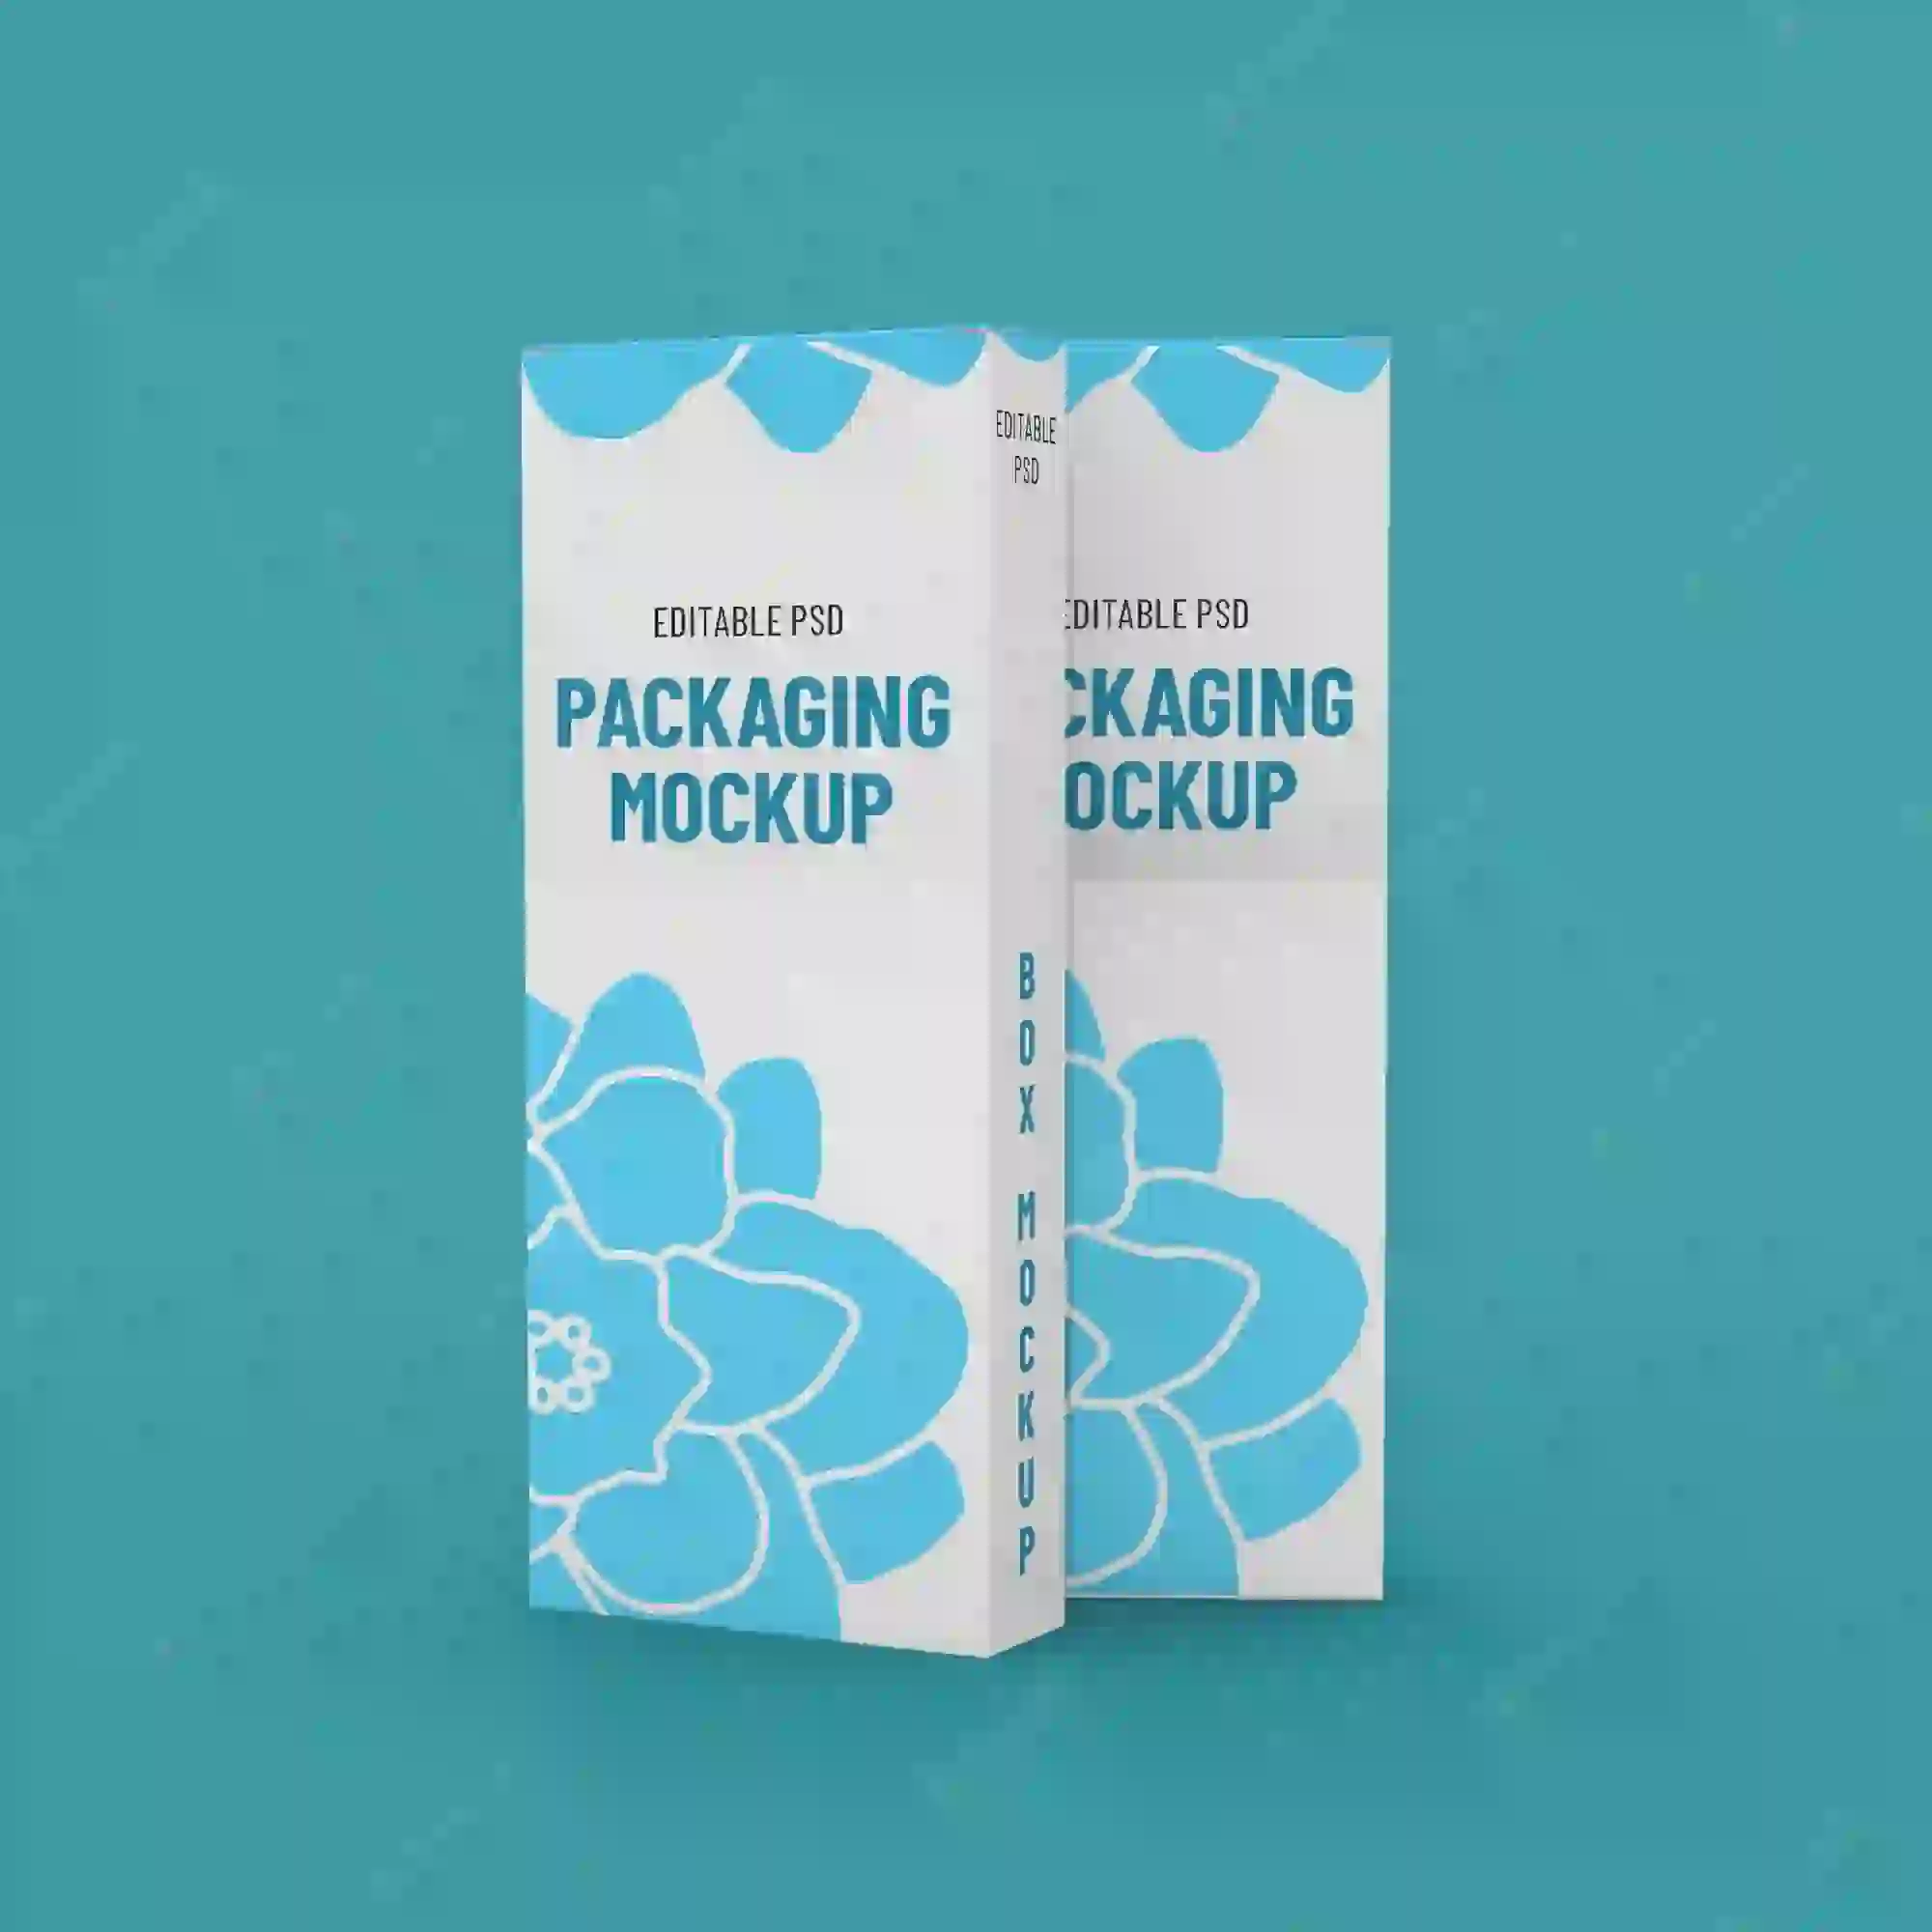 EDITABLE PSD
PACKAGING
MOCKUP
EDITABLE
PSD
BOX MOCKUP
EDITABLE PSD
CKAGING
OCKUP